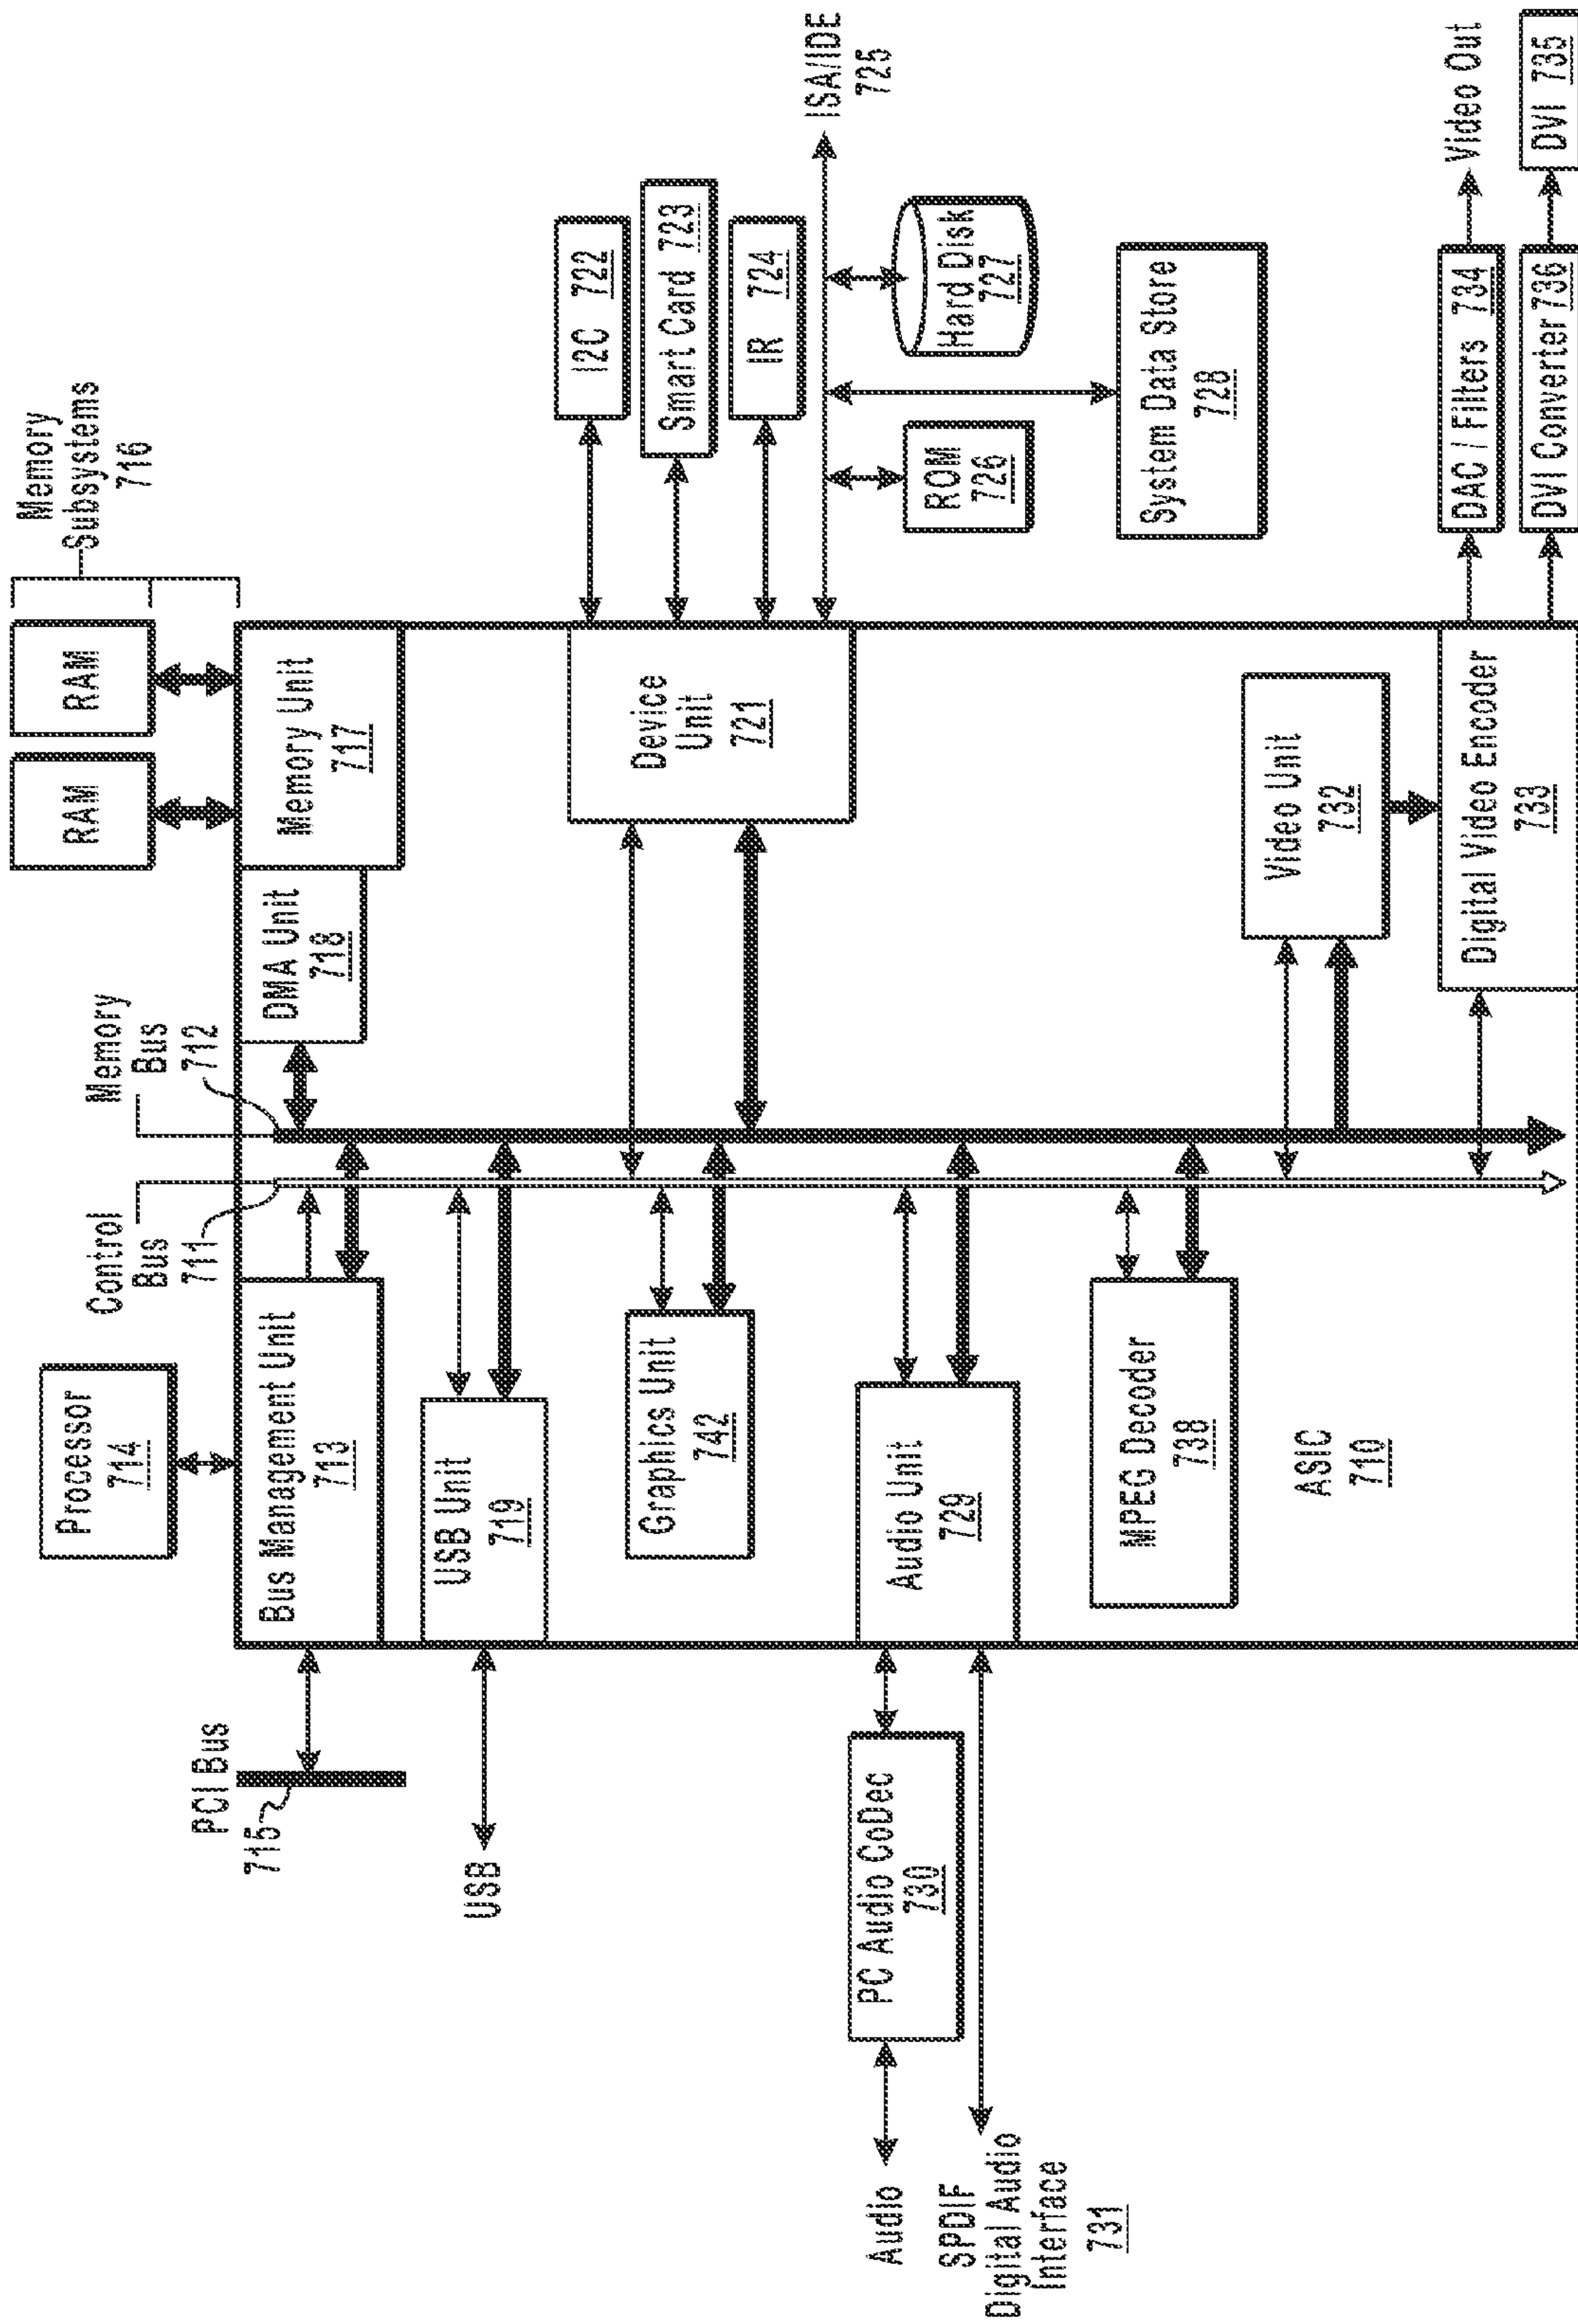 Processor
714
Control
Bus
711
Memory
Bus
712
RAM
RAM
Memory
Subsystems
716
PCI Bus
715
Bus Management Unit
713
DMA Unit
718
Memory Unit
717
USB
USB Unit
719
Graphics Unit
742
Device
Unit
721
I2C 722
Smart Card 723
IR 724
ISA/IDE
725
ROM
726
Hard Disk
727
System Data Store
728
Audio
PC Audio CoDec
730
Audio Unit
729
SPDIF
Digital Audio
Interface
731
MPEG Decoder
738
ASIC
710
Video Unit
732
Digital Video Encoder
733
DAC / Filters 734
Video Out
DVI Converter 736
DVI 735